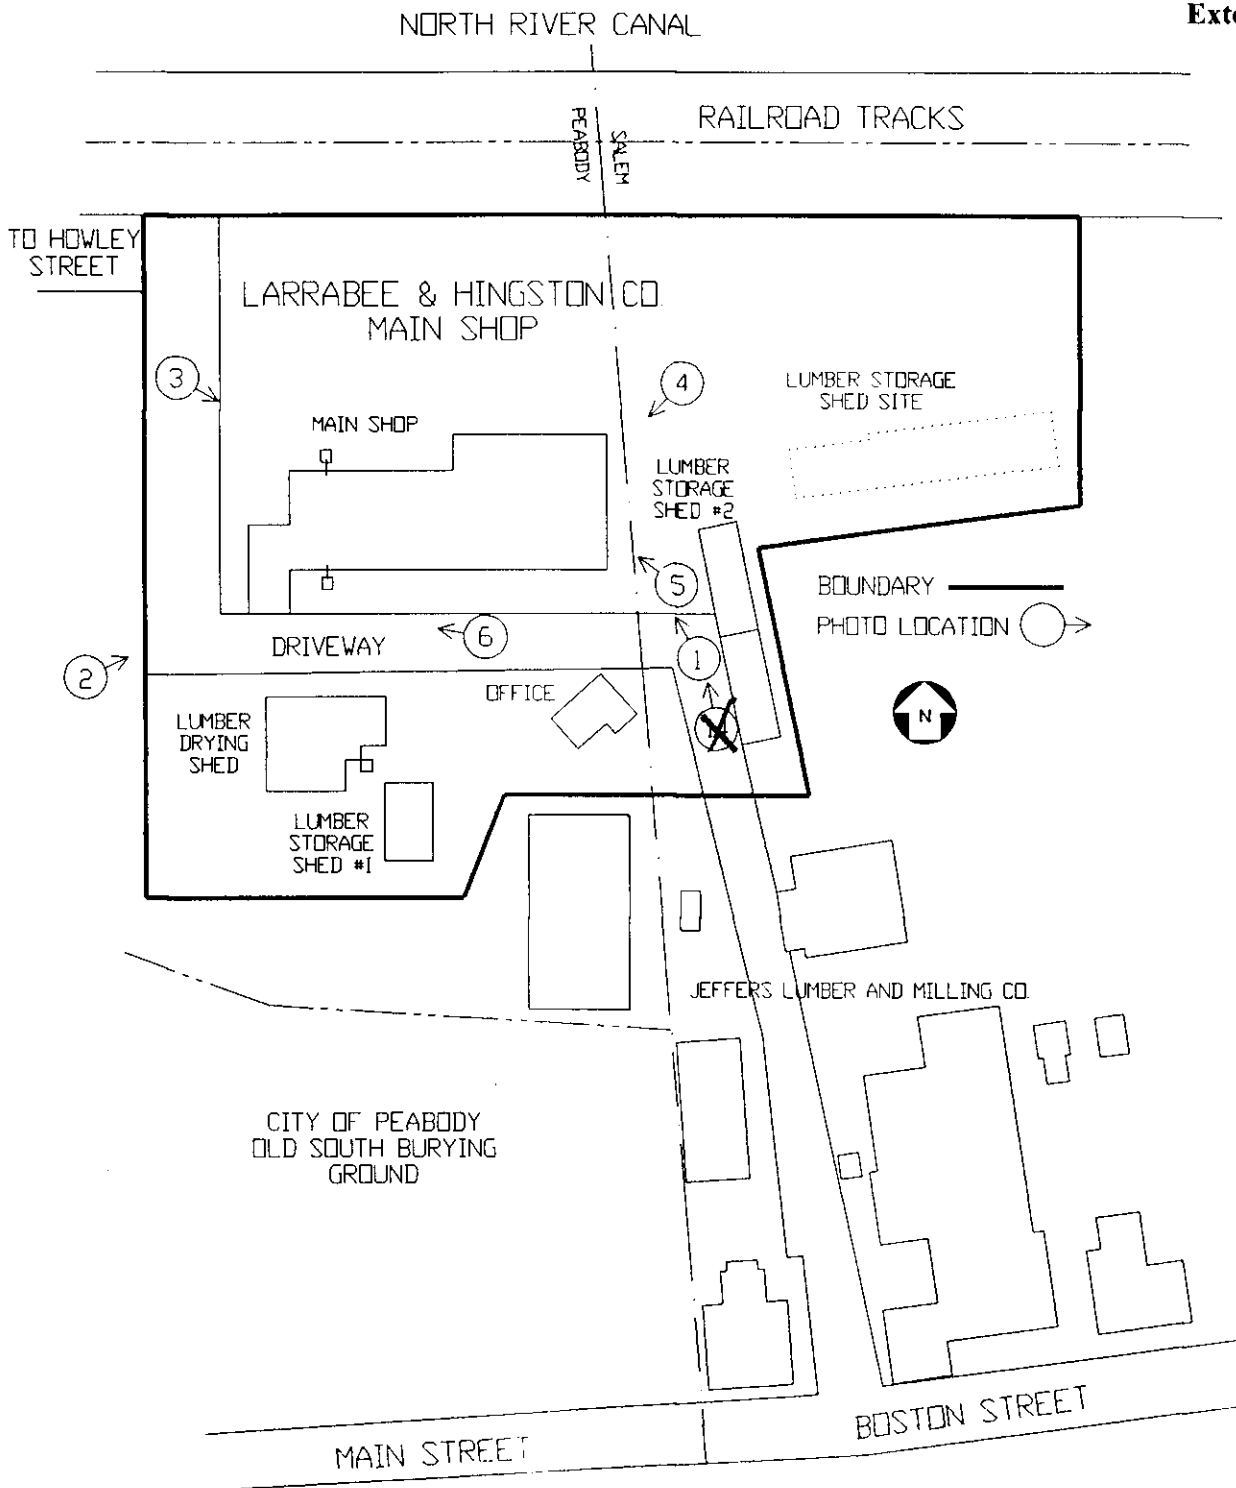 Exte
NORTH RIVER CANAL
RAILROAD TRACKS
PEABODY
SALEM
TO HOWLEY
STREET
LARRABEE & HINGSTON CO.
MAIN SHOP
3
4
LUMBER STORAGE
SHED SITE
MAIN SHOP
LUMBER
STORAGE
SHED #2
5
BOUNDARY
PHOTO LOCATION
6
DRIVEWAY
1
2
OFFICE
N
LUMBER
DRYING
SHED
LUMBER
STORAGE
SHED #1
JEFFERS LUMBER AND MILLING CO.
CITY OF PEABODY
OLD SOUTH BURYING
GROUND
MAIN STREET
BOSTON STREET